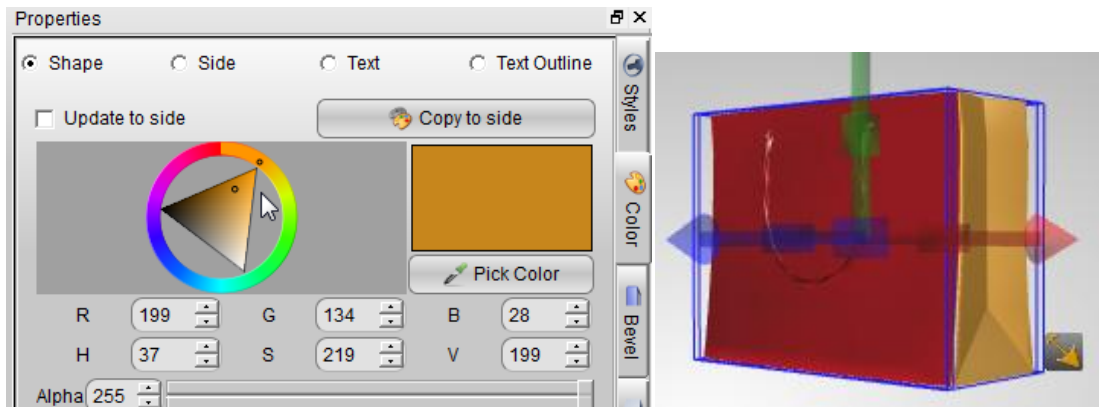 Properties
Shape Side Text Text Outline
Update to side Copy to side
Styles
Color
Pick Color
R 199 G 134 B 28
H 37 S 219 V 199
Bevel
Alpha 255